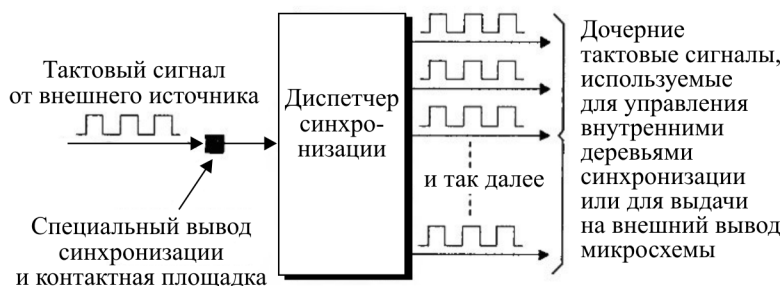 Тактовый сигнал
от внешнего источника
Специальный вывод
синхронизации
и контактная площадка
Диспетчер
синхро-
низации
и так далее
Дочерние
тактовые сигналы,
используемые
для управления
внутренними
деревьями
синхронизации
или для выдачи
на внешний вывод
микросхемы